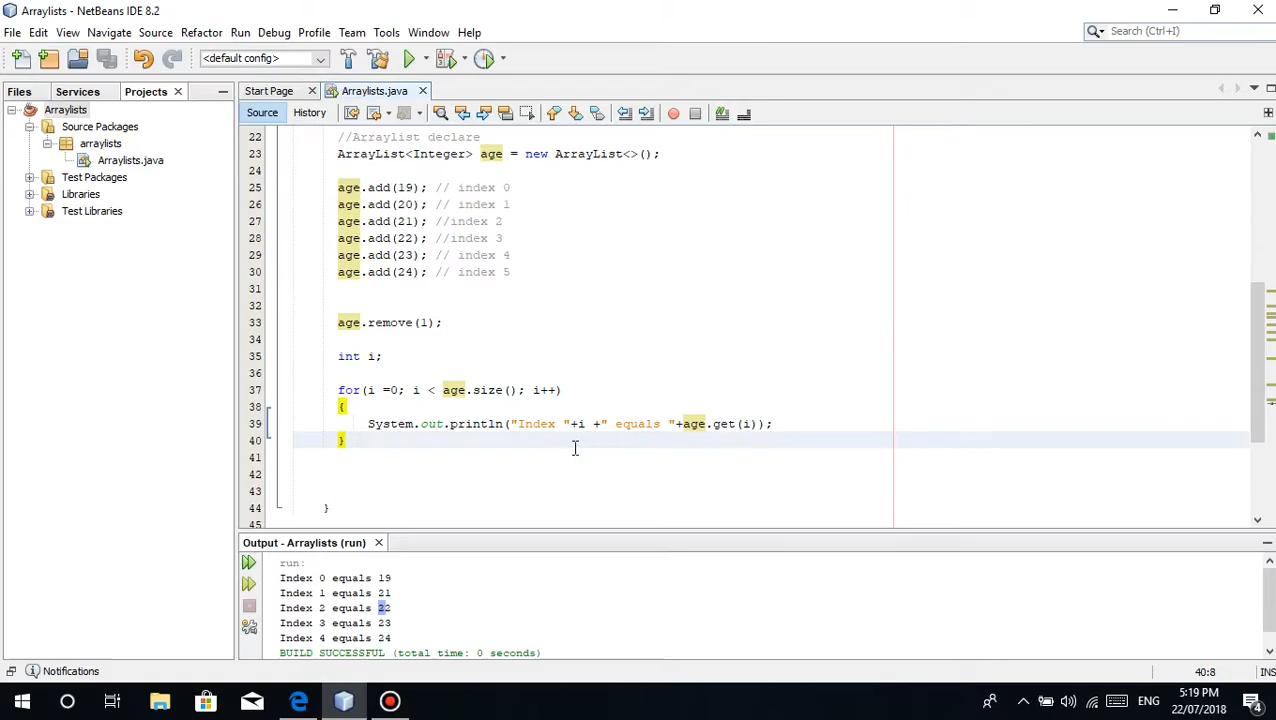 Arraylists - NetBeans IDE 8.2
File Edit View Navigate Source Refactor Run Debug Profile Team Tools Window Help
Search (Ctrl+I)
<default config>
Files Services Projects
Start Page Arraylists.java
Arraylists
Source Packages
arraylists
Arraylists.java
Test Packages
Libraries
Test Libraries
Source History
22 //Arraylist declare
23 ArrayList<Integer> age = new ArrayList<>();
24
25 age.add(19); // index 0
26 age.add(20); // index 1
27 age.add(21); //index 2
28 age.add(22); //index 3
29 age.add(23); // index 4
30 age.add(24); // index 5
31
32
33 age.remove(1);
34
35 int i;
36
37 for(i =0; i < age.size(); i++)
38 {
39 System.out.println("Index "+i +" equals "+age.get(i));
40 }
41
42
43
44 }
45
Output - Arraylists (run)
run:
Index 0 equals 19
Index 1 equals 21
Index 2 equals 22
Index 3 equals 23
Index 4 equals 24
BUILD SUCCESSFUL (total time: 0 seconds)
Notifications
40:8
INS
ENG
5:19 PM
22/07/2018
4